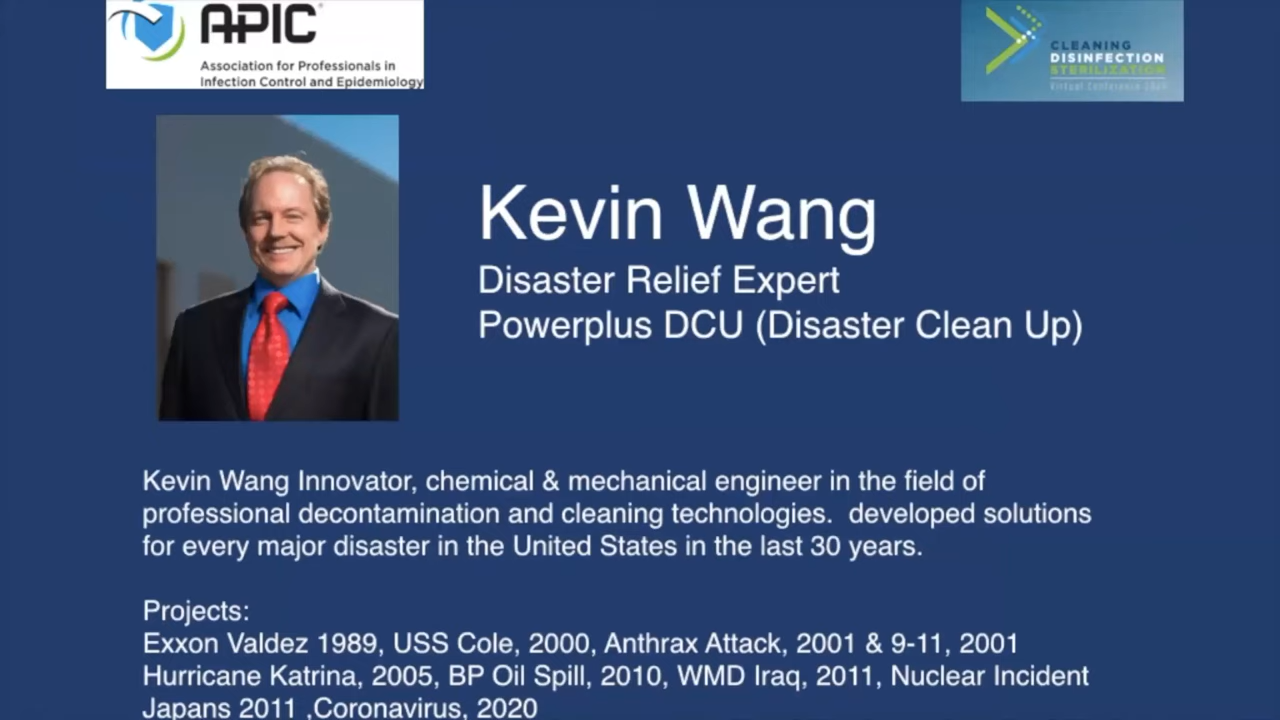 APIC
Association for Professionals in
Infection Control and Epidemiology
CLEANING
DISINFECTION
STERILIZATION
Virtual Conference
Kevin Wang
Disaster Relief Expert
Powerplus DCU (Disaster Clean Up)
Kevin Wang Innovator, chemical & mechanical engineer in the field of
professional decontamination and cleaning technologies. developed solutions
for every major disaster in the United States in the last 30 years.
Projects:
Exxon Valdez 1989, USS Cole, 2000, Anthrax Attack, 2001 & 9-11, 2001
Hurricane Katrina, 2005, BP Oil Spill, 2010, WMD Iraq, 2011, Nuclear Incident
Japans 2011 ,Coronavirus, 2020